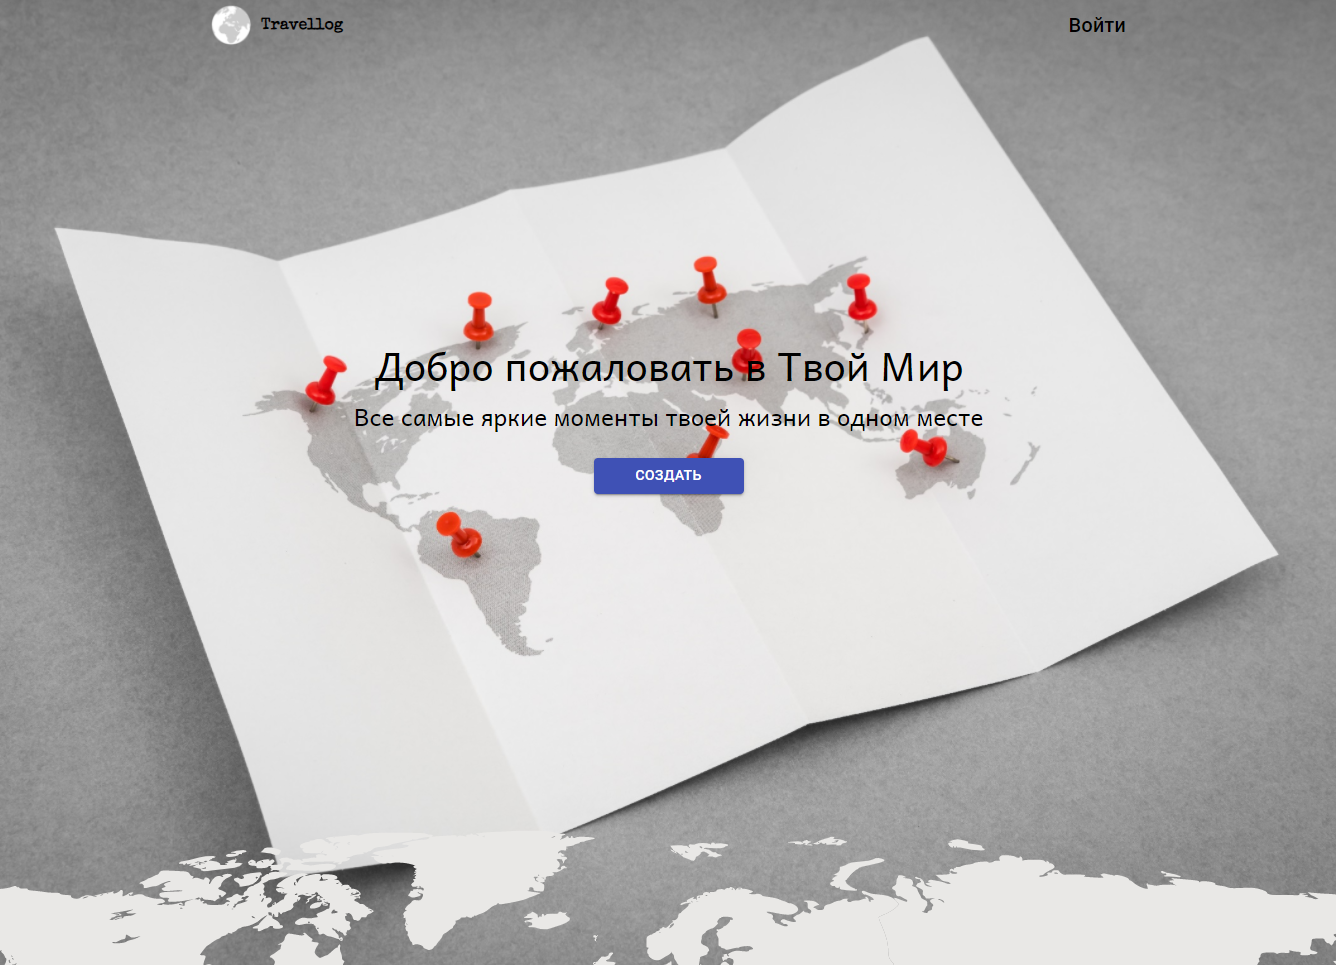 Travellog
Войти
Добро пожаловать в Твой Мир
Все самые яркие моменты твоей жизни в одном месте
СОЗДАТЬ